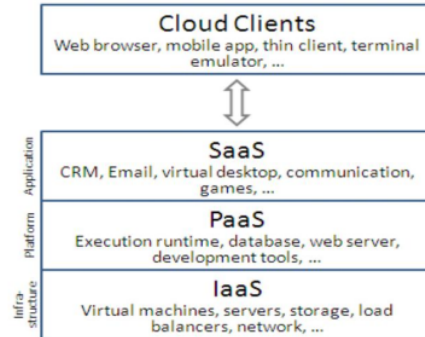 Cloud Clients
Web browser, mobile app, thin client, terminal
emulator, ...
Application
SaaS
CRM, Email, virtual desktop, communication,
games, ...
Platform
PaaS
Execution runtime, database, web server,
development tools, ...
Infra-
structure
IaaS
Virtual machines, servers, storage, load
balancers, network, ...